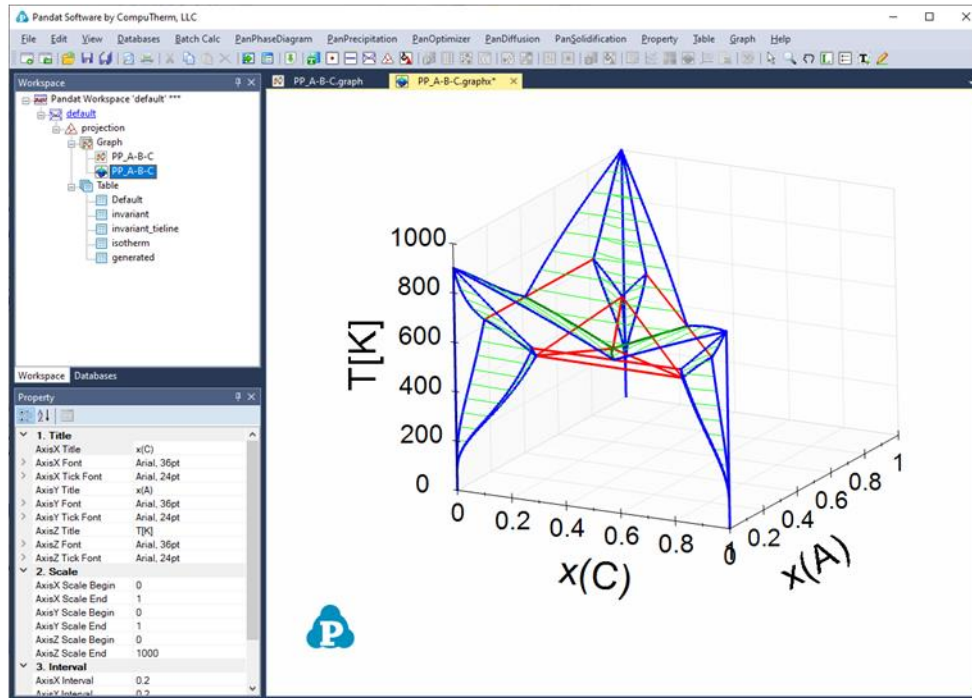 Pandat Software by CompuTherm, LLC
File Edit View Databases Batch Calc PanPhaseDiagram PanPrecipitation PanOptimizer PanDiffusion PanSolidification Property Table Graph Help
Workspace
PP_A-B-C.graph
PP_A-B-C.graphx*
Pandat Workspace 'default' ***
default
projection
Graph
PP_A-B-C
PP_A-B-C
Table
Default
invariant
invariant_tieline
isotherm
generated
Workspace Databases
Property
1. Title
AxisX Title x(C)
AxisX Font Arial, 36pt
AxisX Tick Font Arial, 24pt
AxisY Title x(A)
AxisY Font Arial, 36pt
AxisY Tick Font Arial, 24pt
AxisZ Title T[K]
AxisZ Font Arial, 36pt
AxisZ Tick Font Arial, 24pt
2. Scale
AxisX Scale Begin 0
AxisX Scale End 1
AxisY Scale Begin 0
AxisY Scale End 1
AxisZ Scale Begin 0
AxisZ Scale End 1000
3. Interval
AxisX Interval 0.2
AxisY Interval 0.2
T[K]
1000
800
600
400
200
0
0 0.2 0.4 0.6 0.8 1
x(C)
0 0.2 0.4 0.6 0.8 1
x(A)
P